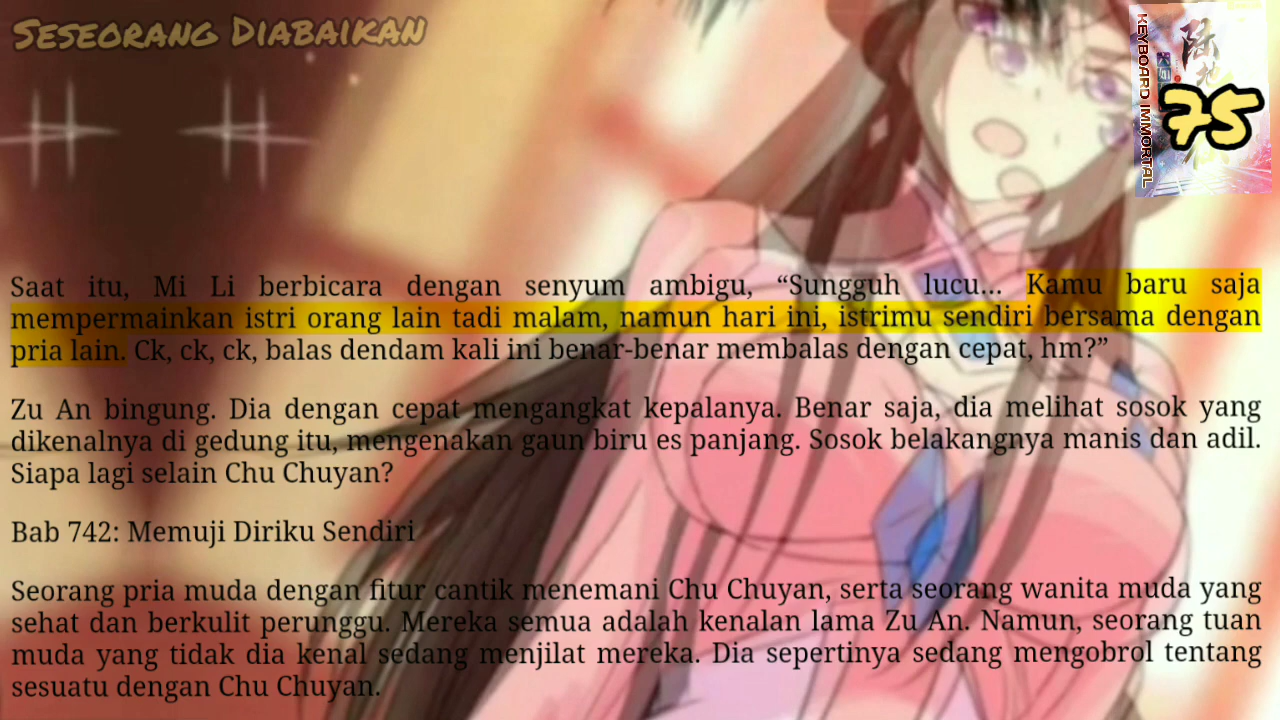 Seseorang Diabaikan
KEYBOARD IMMORTAL
75
Saat itu, Mi Li berbicara dengan senyum ambigu, “Sungguh lucu... Kamu baru saja
mempermainkan istri orang lain tadi malam, namun hari ini, istrimu sendiri bersama dengan
pria lain. Ck, ck, ck, balas dendam kali ini benar-benar membalas dengan cepat, hm?”
Zu An bingung. Dia dengan cepat mengangkat kepalanya. Benar saja, dia melihat sosok yang
dikenalnya di gedung itu, mengenakan gaun biru es panjang. Sosok belakangnya manis dan adil.
Siapa lagi selain Chu Chuyan?
Bab 742: Memuji Diriku Sendiri
Seorang pria muda dengan fitur cantik menemani Chu Chuyan, serta seorang wanita muda yang
sehat dan berkulit perunggu. Mereka semua adalah kenalan lama Zu An. Namun, seorang tuan
muda yang tidak dia kenal sedang menjilat mereka. Dia sepertinya sedang mengobrol tentang
sesuatu dengan Chu Chuyan.